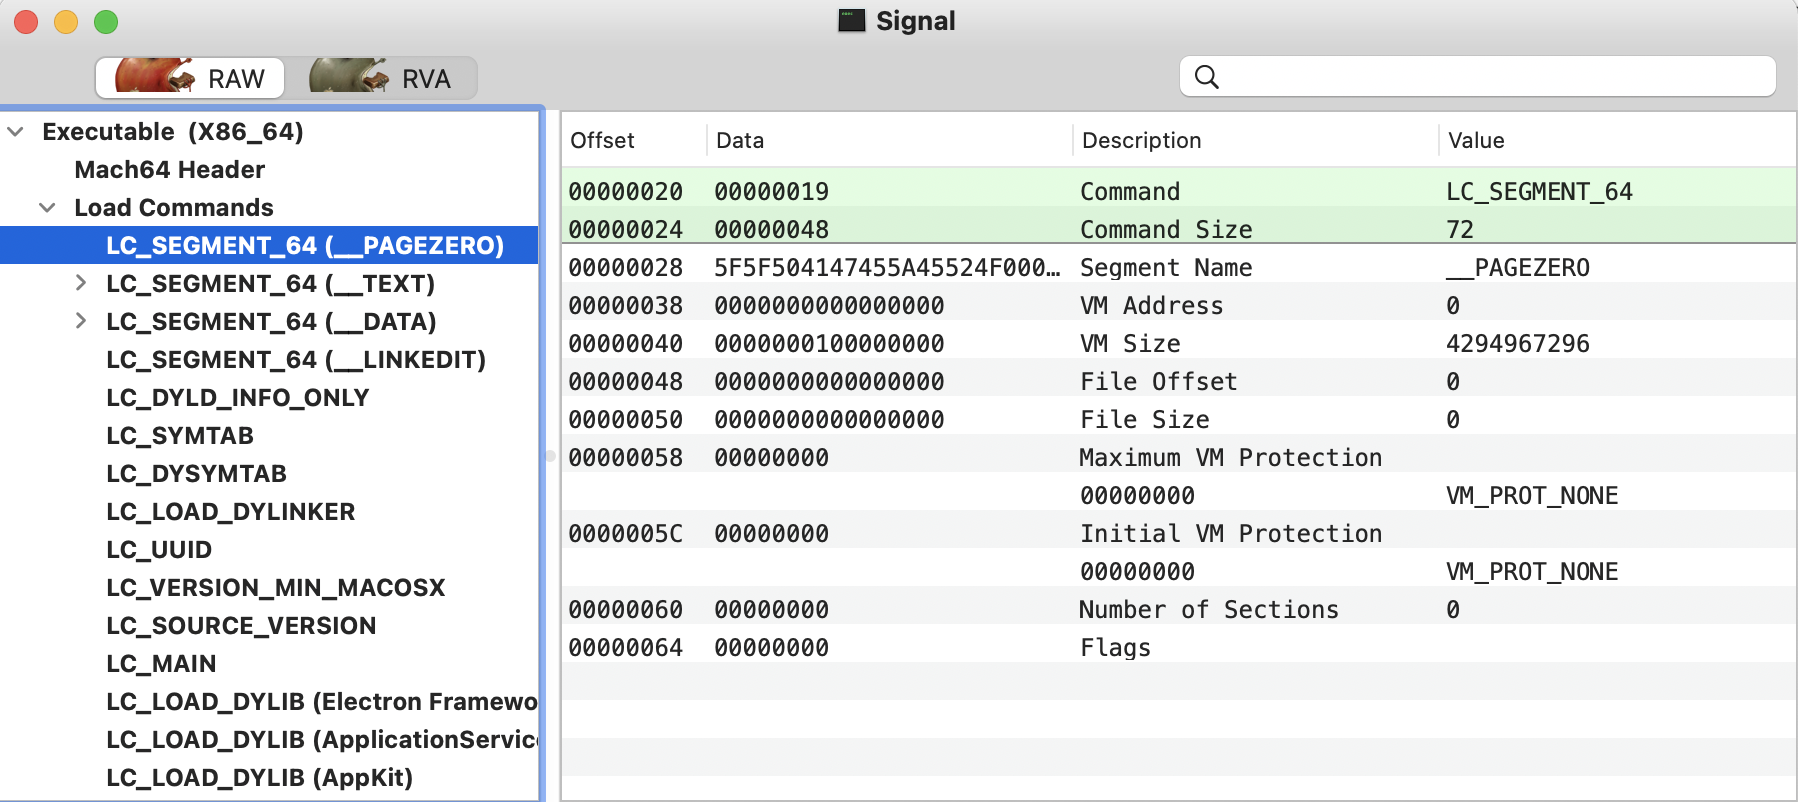 Signal
RAW RVA
Executable (X86_64)
Mach64 Header
Load Commands
LC_SEGMENT_64 (__PAGEZERO)
LC_SEGMENT_64 (__TEXT)
LC_SEGMENT_64 (__DATA)
LC_SEGMENT_64 (__LINKEDIT)
LC_DYLD_INFO_ONLY
LC_SYMTAB
LC_DYSYMTAB
LC_LOAD_DYLINKER
LC_UUID
LC_VERSION_MIN_MACOSX
LC_SOURCE_VERSION
LC_MAIN
LC_LOAD_DYLIB (Electron Framewo
LC_LOAD_DYLIB (ApplicationService
LC_LOAD_DYLIB (AppKit)
Offset Data Description Value
00000020 00000019 Command LC_SEGMENT_64
00000024 00000048 Command Size 72
00000028 5F5F504147455A45524F000… Segment Name __PAGEZERO
00000038 0000000000000000 VM Address 0
00000040 0000000100000000 VM Size 4294967296
00000048 0000000000000000 File Offset 0
00000050 0000000000000000 File Size 0
00000058 00000000 Maximum VM Protection
00000000 VM_PROT_NONE
0000005C 00000000 Initial VM Protection
00000000 VM_PROT_NONE
00000060 00000000 Number of Sections 0
00000064 00000000 Flags